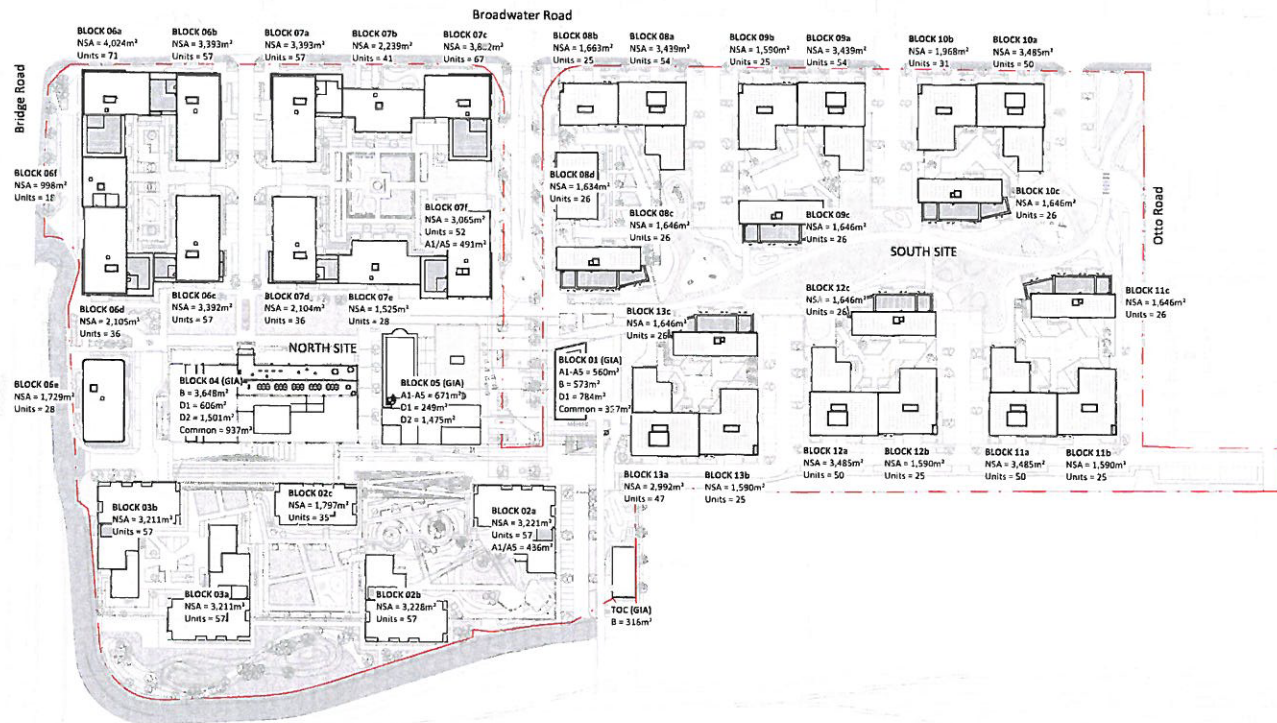 Broadwater Road
BLOCK 06a
NSA = 4,024m²
Units = 71
BLOCK 06b
NSA = 3,393m²
Units = 57
BLOCK 07a
NSA = 3,393m²
Units = 57
BLOCK 07b
NSA = 2,239m²
Units = 41
BLOCK 07c
Units = 67
BLOCK 08b
NSA = 1,663m²
Units = 25
BLOCK 08a
NSA = 3,439m²
Units = 54
BLOCK 09b
NSA = 1,590m²
Units = 25
BLOCK 09a
NSA = 3,439m²
Units = 54
BLOCK 10b
NSA = 1,968m²
Units = 31
BLOCK 10a
NSA = 3,485m²
Units = 50
Bridge Road
BLOCK 06f
NSA = 998m²
Units = 18
BLOCK 07f
NSA = 3,065m²
Units = 52
A1/A5 = 491m²
BLOCK 08d
NSA = 1,634m²
Units = 26
BLOCK 08c
NSA = 1,646m²
Units = 26
BLOCK 09c
NSA = 1,646m²
Units = 26
BLOCK 10c
NSA = 1,646m²
Units = 26
Otto Road
SOUTH SITE
BLOCK 06d
NSA = 2,105m²
Units = 36
BLOCK 06c
NSA = 3,392m²
Units = 57
BLOCK 07d
NSA = 2,104m²
Units = 36
BLOCK 07e
NSA = 1,525m²
Units = 28
BLOCK 12c
NSA = 1,646m²
Units = 26
BLOCK 11c
NSA = 1,646m²
Units = 26
BLOCK 13c
NSA = 1,646m²
Units = 26
NORTH SITE
BLOCK 06e
NSA = 1,729m²
Units = 28
BLOCK 04 (GIA)
B = 3,648m²
D1 = 606m²
D2 = 1,501m²
Common = 937m²
BLOCK 05 (GIA)
A1-A5 = 671m²
D1 = 249m²
D2 = 1,475m²
BLOCK 01 (GIA)
A1-A5 = 560m²
B = 573m²
D1 = 784m²
BLOCK 13a
NSA = 2,992m²
Units = 47
BLOCK 13b
NSA = 1,590m²
Units = 25
BLOCK 12a
NSA = 3,485m²
Units = 50
BLOCK 12b
NSA = 1,590m²
Units = 25
BLOCK 11a
NSA = 3,485m²
Units = 50
BLOCK 11b
NSA = 1,590m²
Units = 25
BLOCK 03b
NSA = 3,211m²
Units = 57
BLOCK 02c
NSA = 1,797m²
Units = 35
BLOCK 02a
NSA = 3,221m²
Units = 57
A1/A5 = 436m²
BLOCK 03a
NSA = 3,211m²
Units = 57
BLOCK 02b
NSA = 3,228m²
Units = 57
TOC (GIA)
B = 316m²